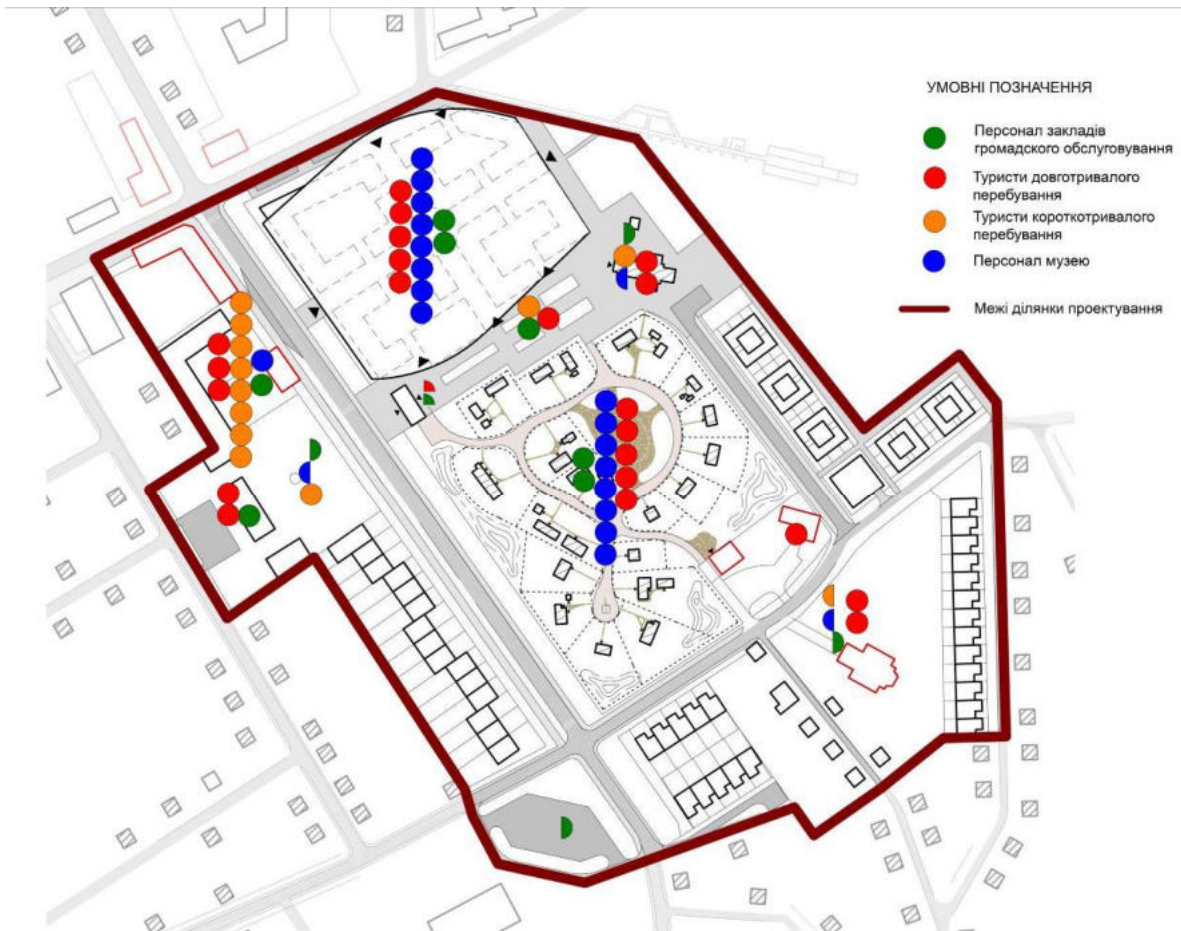 УМОВНІ ПОЗНАЧЕННЯ
Персонал закладів
громадского обслуговування
Туристи довготривалого
перебування
Туристи короткотривалого
перебування
Персонал музею
Межі ділянки проектування